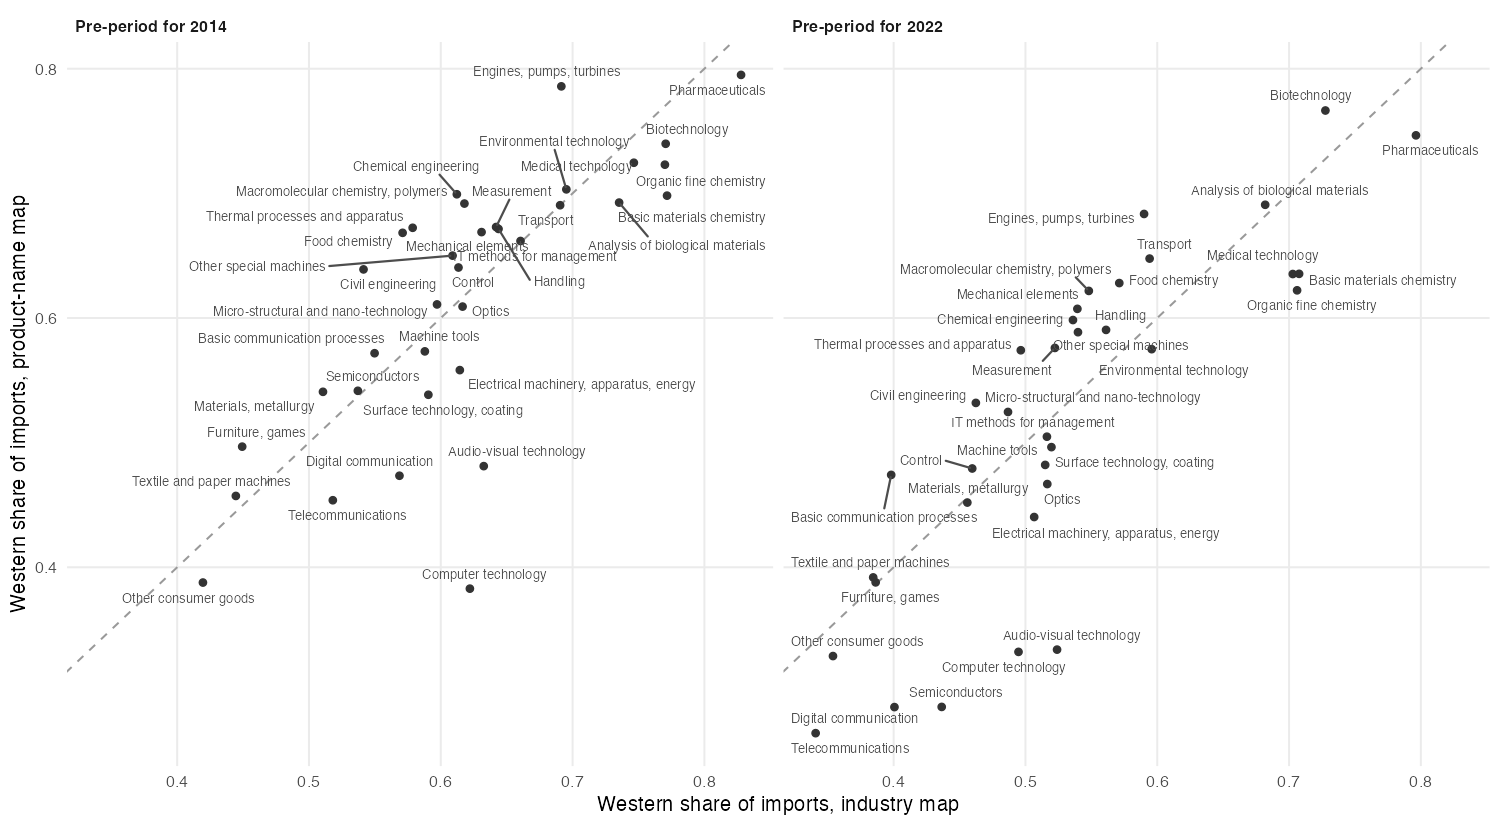 Pre-period for 2014
Pre-period for 2022
Western share of imports, product-name map
0.8
0.6
0.4
Engines, pumps, turbines
Pharmaceuticals
Biotechnology
Environmental technology
Medical technology
Chemical engineering
Organic fine chemistry
Macromolecular chemistry, polymers
Measurement
Thermal processes and apparatus
Transport
Basic materials chemistry
Food chemistry
Mechanical elements
Analysis of biological materials
IT methods for management
Other special machines
Handling
Civil engineering
Control
Micro-structural and nano-technology
Optics
Basic communication processes
Machine tools
Semiconductors
Electrical machinery, apparatus, energy
Materials, metallurgy
Surface technology, coating
Furniture, games
Audio-visual technology
Digital communication
Textile and paper machines
Telecommunications
Computer technology
Other consumer goods
0.4
0.5
0.6
0.7
0.8
Biotechnology
Pharmaceuticals
Analysis of biological materials
Engines, pumps, turbines
Transport
Medical technology
Macromolecular chemistry, polymers
Food chemistry
Basic materials chemistry
Mechanical elements
Organic fine chemistry
Chemical engineering
Handling
Thermal processes and apparatus
Other special machines
Measurement
Environmental technology
Civil engineering
Micro-structural and nano-technology
IT methods for management
Machine tools
Control
Surface technology, coating
Materials, metallurgy
Optics
Basic communication processes
Electrical machinery, apparatus, energy
Textile and paper machines
Furniture, games
Other consumer goods
Audio-visual technology
Computer technology
Semiconductors
Digital communication
Telecommunications
0.4
0.5
0.6
0.7
0.8
Western share of imports, industry map